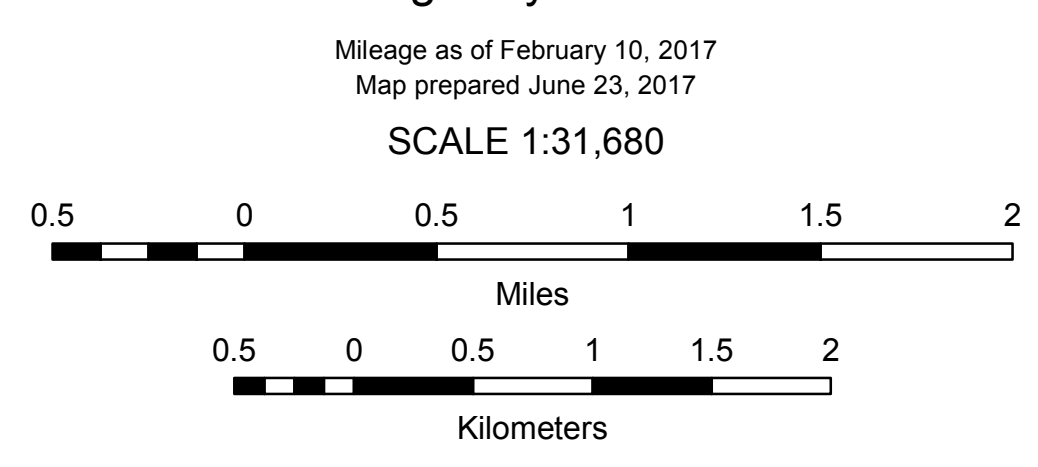 Mileage as of February 10, 2017
Map prepared June 23, 2017
SCALE 1:31,680
0.5 0 0.5 1 1.5 2
Miles
0.5 0 0.5 1 1.5 2
Kilometers